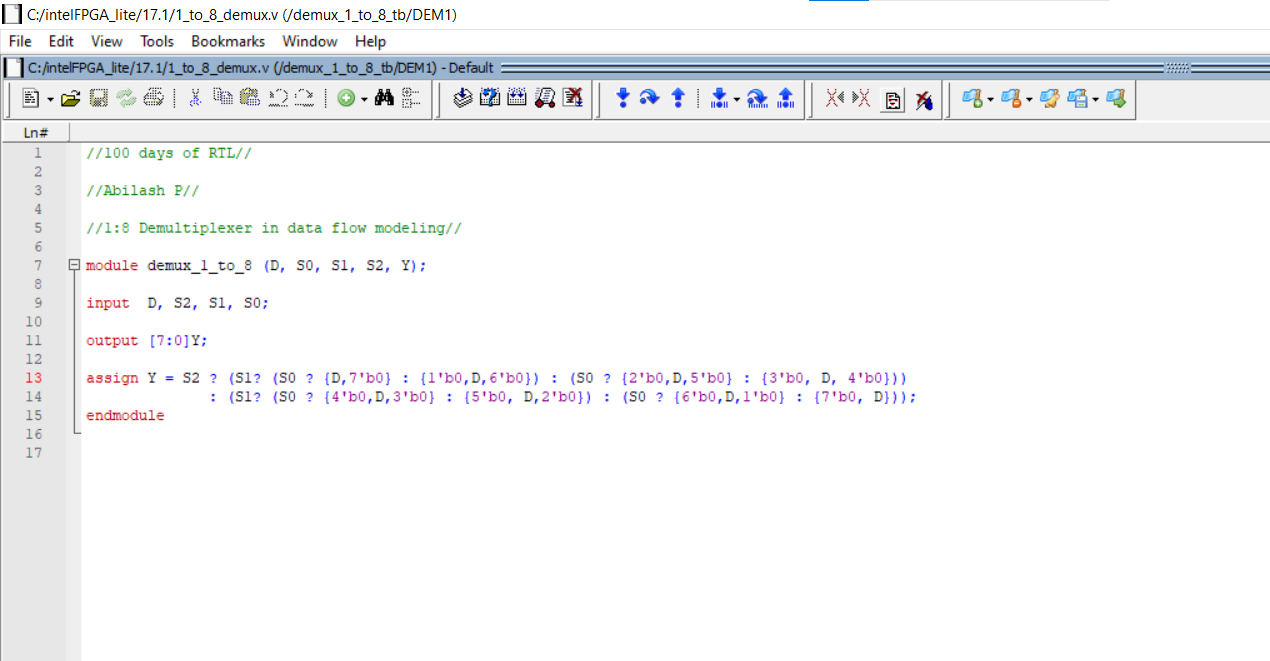 C:/intelFPGA_lite/17.1/1_to_8_demux.v (/demux_1_to_8_tb/DEM1)
File Edit View Tools Bookmarks Window Help
C:/intelFPGA_lite/17.1/1_to_8_demux.v (/demux_1_to_8_tb/DEM1) - Default
Ln#
1 //100 days of RTL//
2
3 //Abilash P//
4
5 //1:8 Demultiplexer in data flow modeling//
6
7 module demux_1_to_8 (D, S0, S1, S2, Y);
8
9 input  D, S2, S1, S0;
10
11 output [7:0]Y;
12
13 assign Y = S2 ? (S1? (S0 ? {D,7'b0} : {1'b0,D,6'b0}) : (S0 ? {2'b0,D,5'b0} : {3'b0, D, 4'b0}))
14 : (S1? (S0 ? {4'b0,D,3'b0} : {5'b0, D,2'b0}) : (S0 ? {6'b0,D,1'b0} : {7'b0, D}));
15 endmodule
16
17